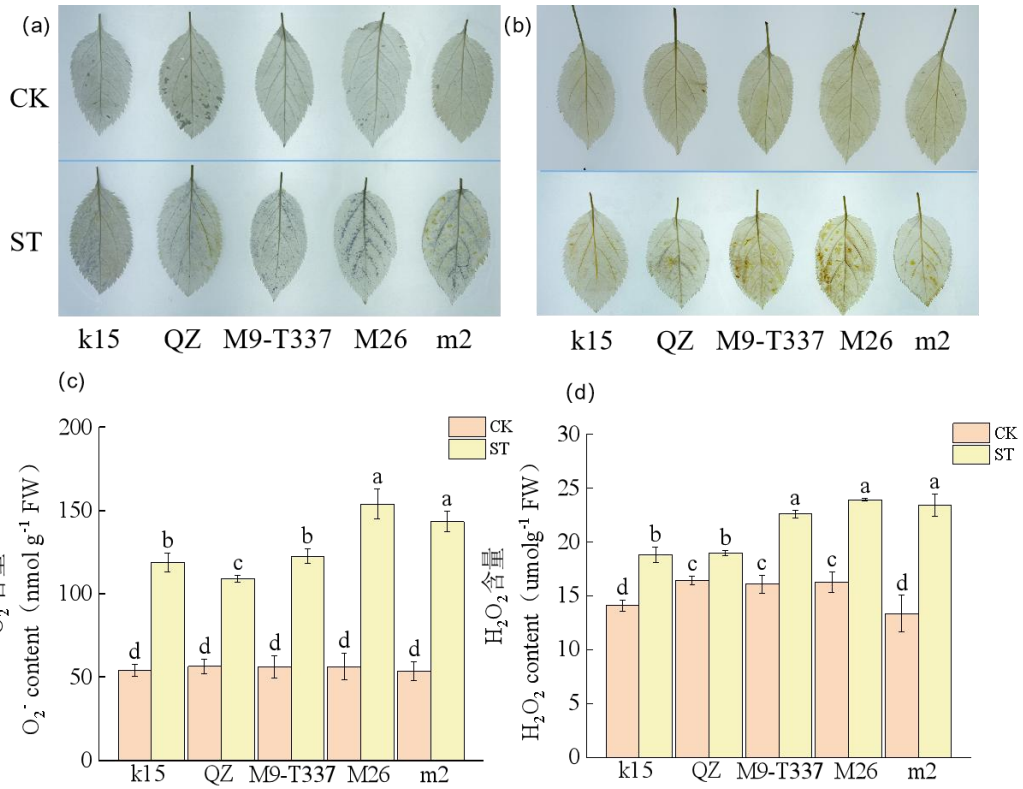 (a)
(b)
CK
ST
k15 QZ M9-T337 M26 m2
k15 QZ M9-T337 M26 m2
(c)
O₂⁻ content (nmol g⁻¹ FW)
200
150
100
50
0
CK
ST
d b d c d b d a d a
k15 QZ M9-T337 M26 m2
(d)
H₂O₂含量
H₂O₂ content (umolg⁻¹ FW)
30
25
20
15
10
5
0
CK
ST
d b c b c a c a d a
k15 QZ M9-T337 M26 m2